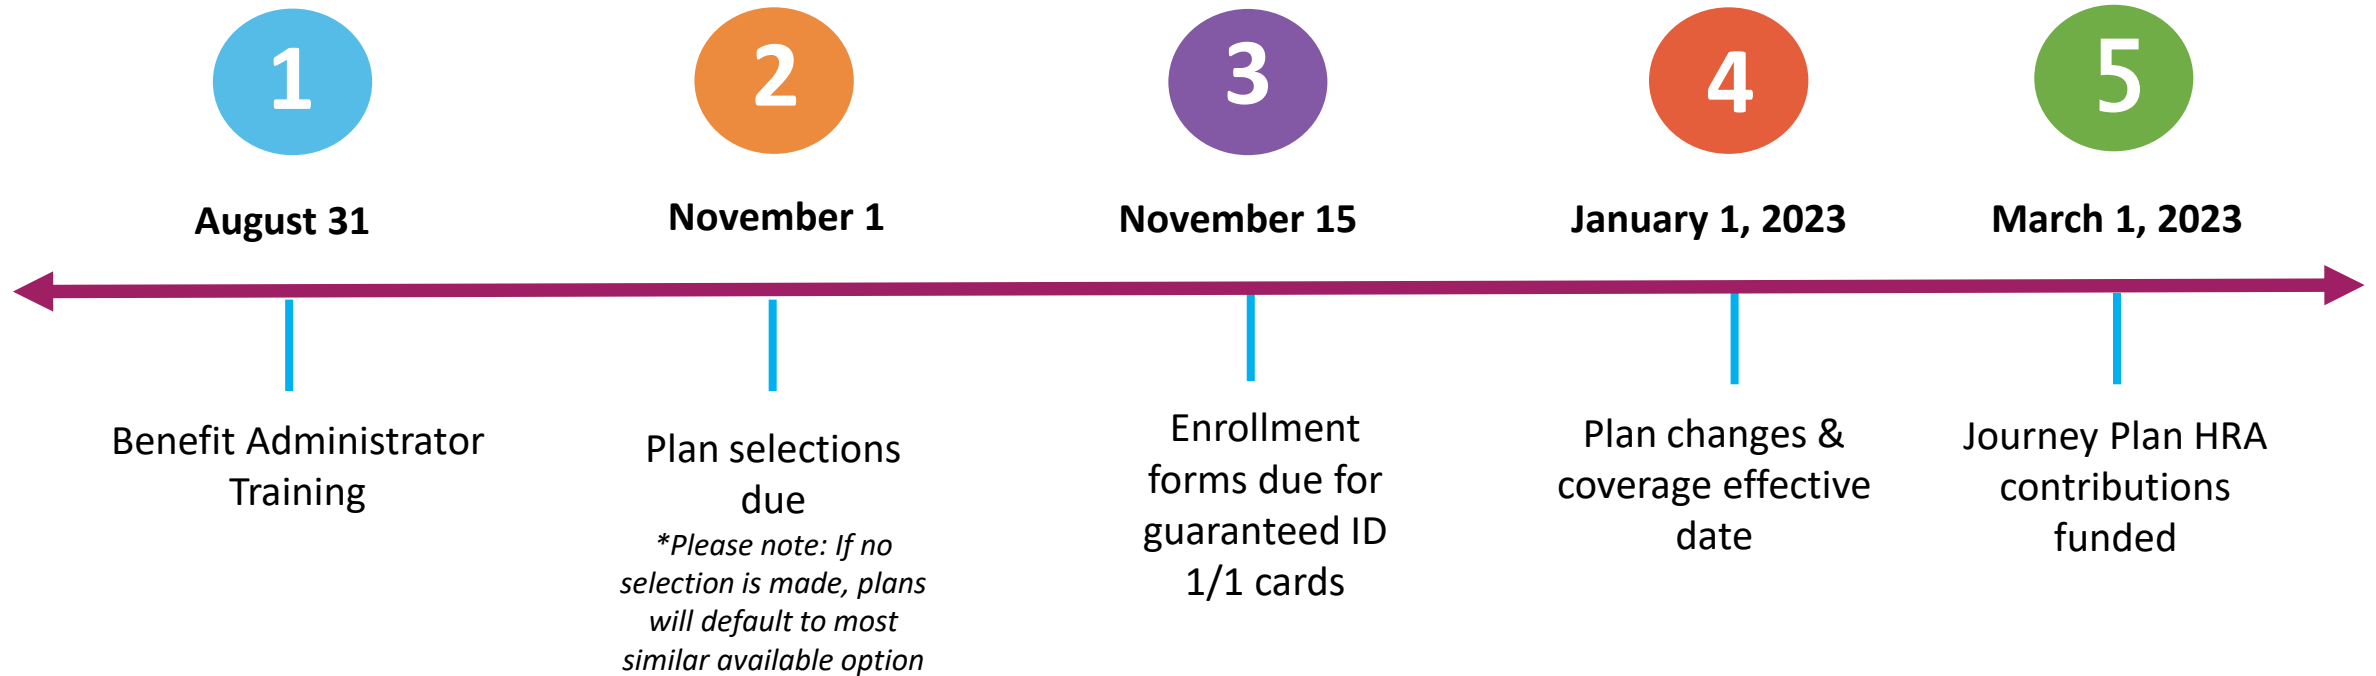 1
August 31
Benefit Administrator
Training
2
November 1
Plan selections
due
*Please note: If no
selection is made, plans
will default to most
similar available option
3
November 15
Enrollment
forms due for
guaranteed ID
1/1 cards
4
January 1, 2023
Plan changes &
coverage effective
date
5
March 1, 2023
Journey Plan HRA
contributions
funded